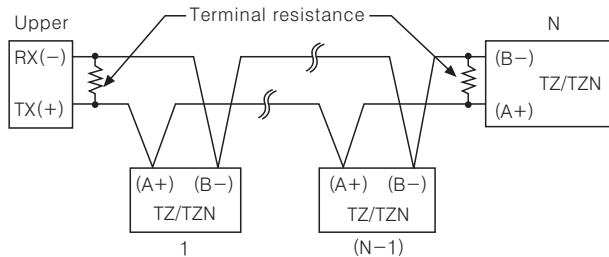 Upper
Terminal resistance
N
RX(−)
TX(+)
(B−)
TZ/TZN
(A+)
(A+) (B−)
TZ/TZN
1
(A+) (B−)
TZ/TZN
(N−1)